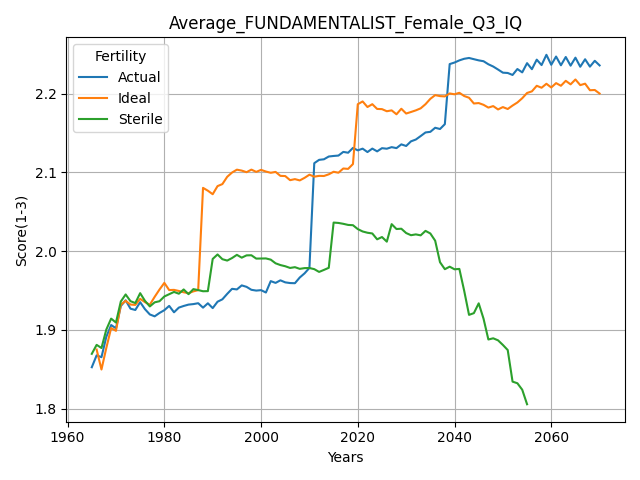 Average_FUNDAMENTALIST_Female_Q3_IQ
Fertility
Actual
Ideal
Sterile
Score(1-3)
2.2
2.1
2.0
1.9
1.8
1960 1980 2000 2020 2040 2060
Years